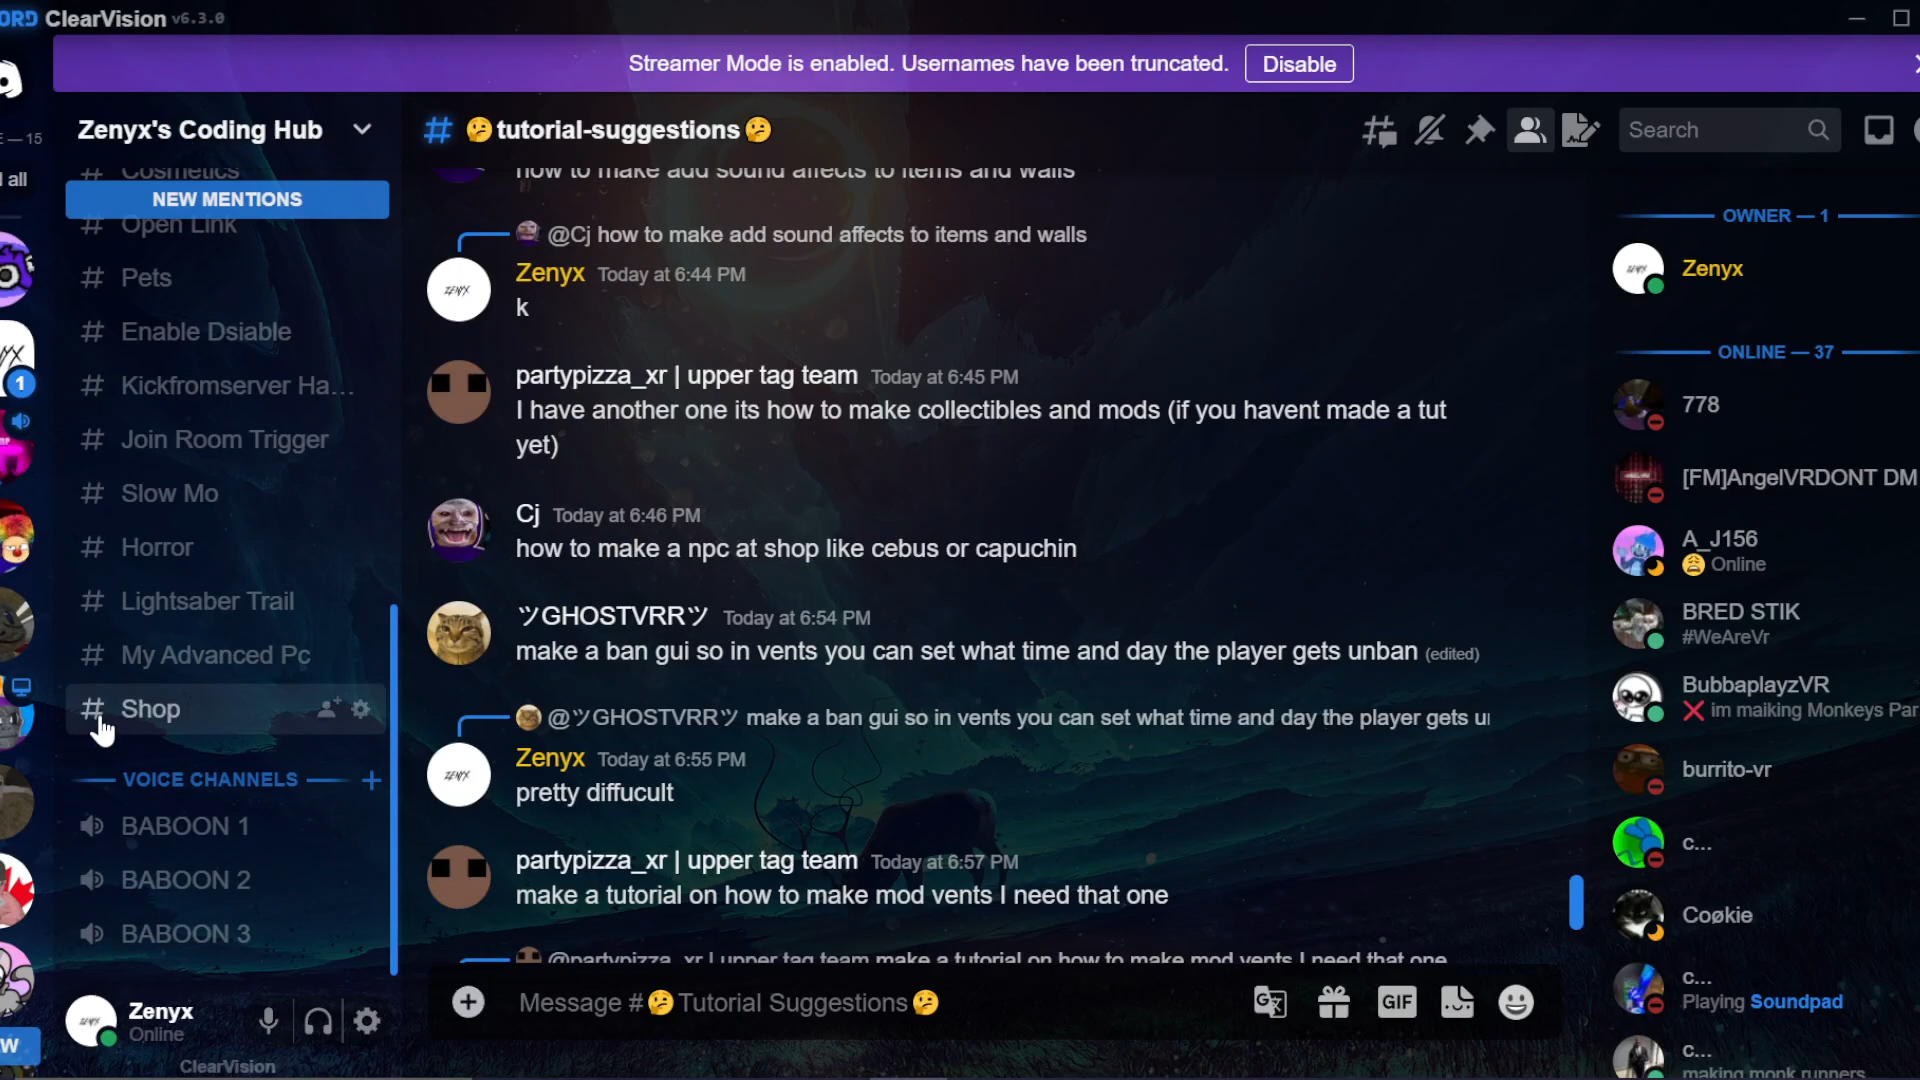 ORD ClearVision v6.3.0
Streamer Mode is enabled. Usernames have been truncated. Disable
E — 15
all
1
W
Zenyx's Coding Hub
Cosmetics
NEW MENTIONS
Open Link
Pets
Enable Dsiable
Kickfromserver Ha...
Join Room Trigger
Slow Mo
Horror
Lightsaber Trail
My Advanced Pc
Shop
VOICE CHANNELS
BABOON 1
BABOON 2
BABOON 3
Zenyx
Online
ClearVision
# 🤔tutorial-suggestions🤔
Search
how to make add sound affects to items and walls
@Cj how to make add sound affects to items and walls
Zenyx Today at 6:44 PM
k
partypizza_xr | upper tag team Today at 6:45 PM
I have another one its how to make collectibles and mods (if you havent made a tut
yet)
Cj Today at 6:46 PM
how to make a npc at shop like cebus or capuchin
ツGHOSTVRRツ Today at 6:54 PM
make a ban gui so in vents you can set what time and day the player gets unban (edited)
@ツGHOSTVRRツ make a ban gui so in vents you can set what time and day the player gets u
Zenyx Today at 6:55 PM
pretty diffucult
partypizza_xr | upper tag team Today at 6:57 PM
make a tutorial on how to make mod vents I need that one
@partypizza_xr | upper tag team make a tutorial on how to make mod vents I need that one
Message #🤔Tutorial Suggestions🤔
GIF
OWNER — 1
Zenyx
ONLINE — 37
778
[FM]AngelVRDONT DM
A_J156
😩 Online
BRED STIK
#WeAreVr
BubbaplayzVR
❌ im maiking Monkeys Par
burrito-vr
c...
Coøkie
c...
Playing Soundpad
c...
making monk runners